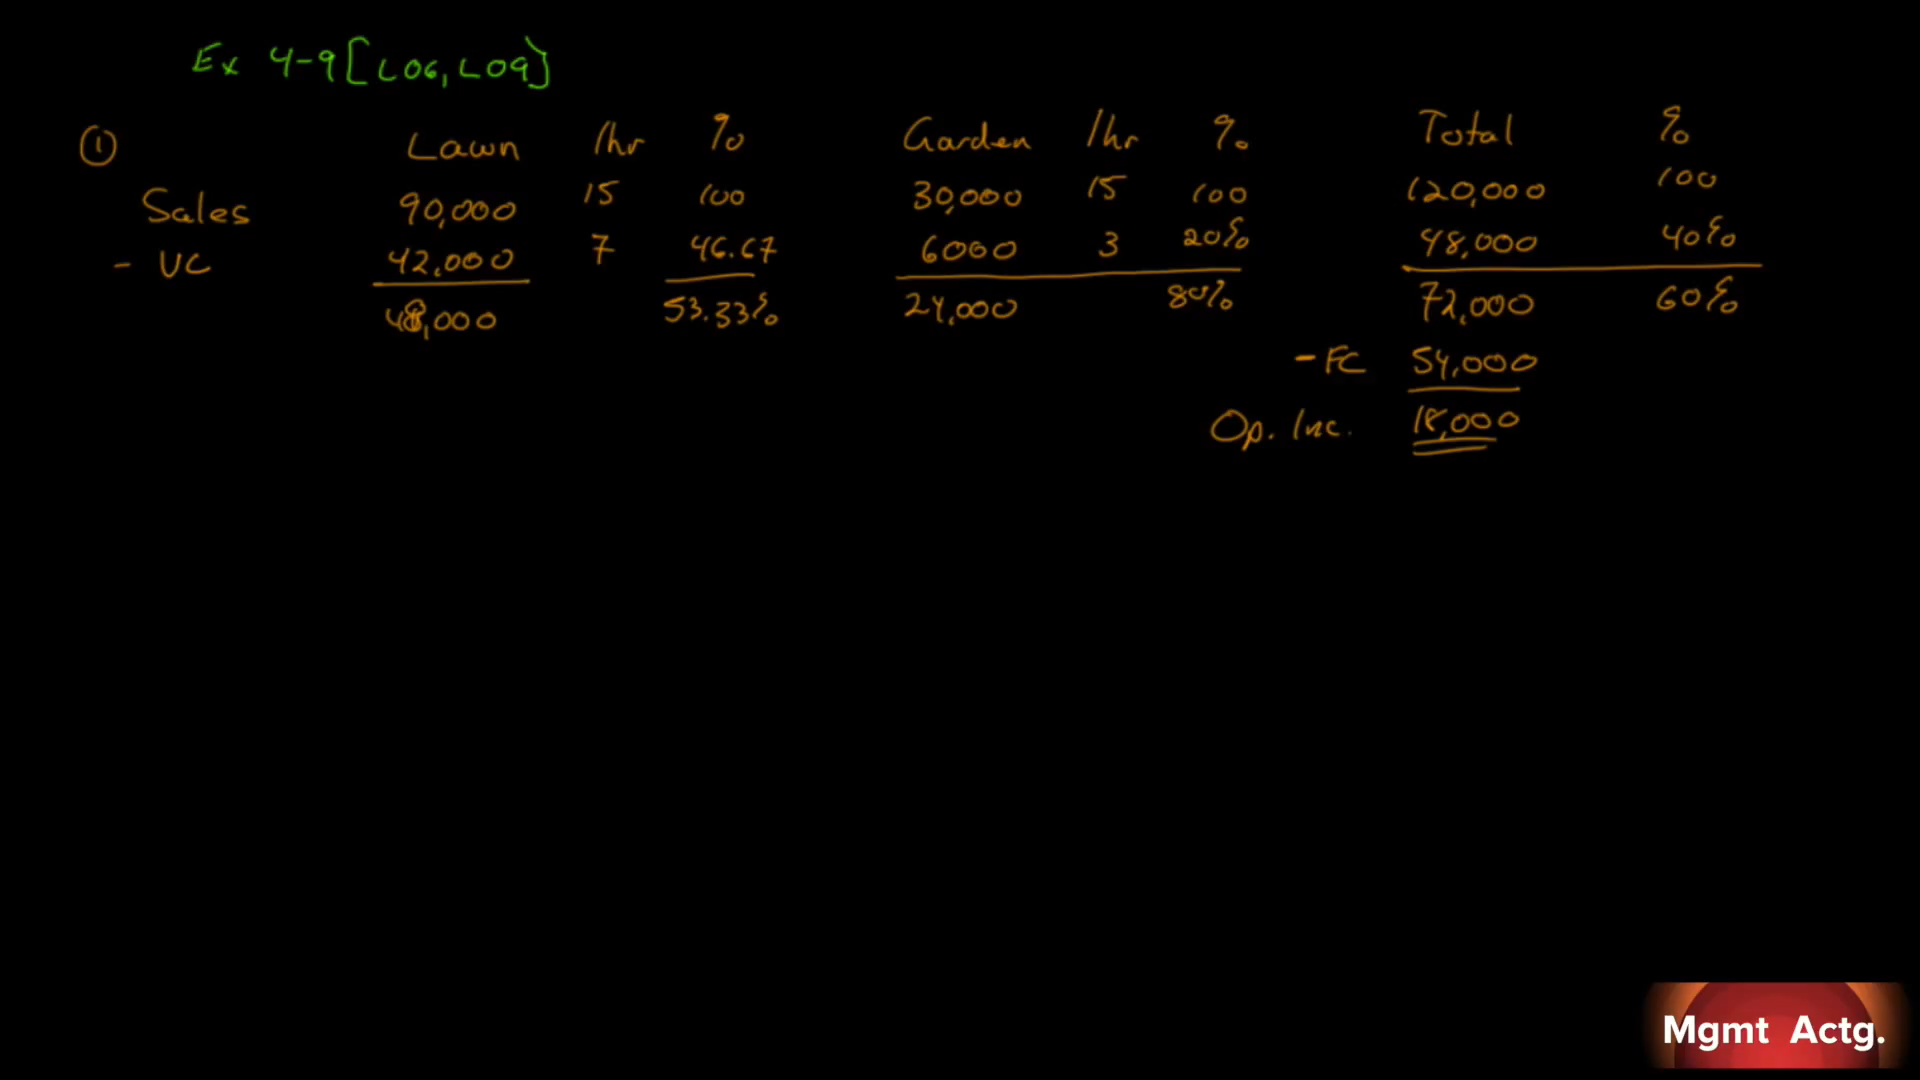 Ex 4-9 [LO6, LO9]
① Lawn /hr % Garden /hr % Total %
Sales 90,000 15 100 30,000 15 100 120,000 100
- VC 42,000 7 46.67 6000 3 20% 48,000 40%
48,000 53.33% 24,000 80% 72,000 60%
- FC 54,000
Op. Inc. 18,000
Mgmt Actg.